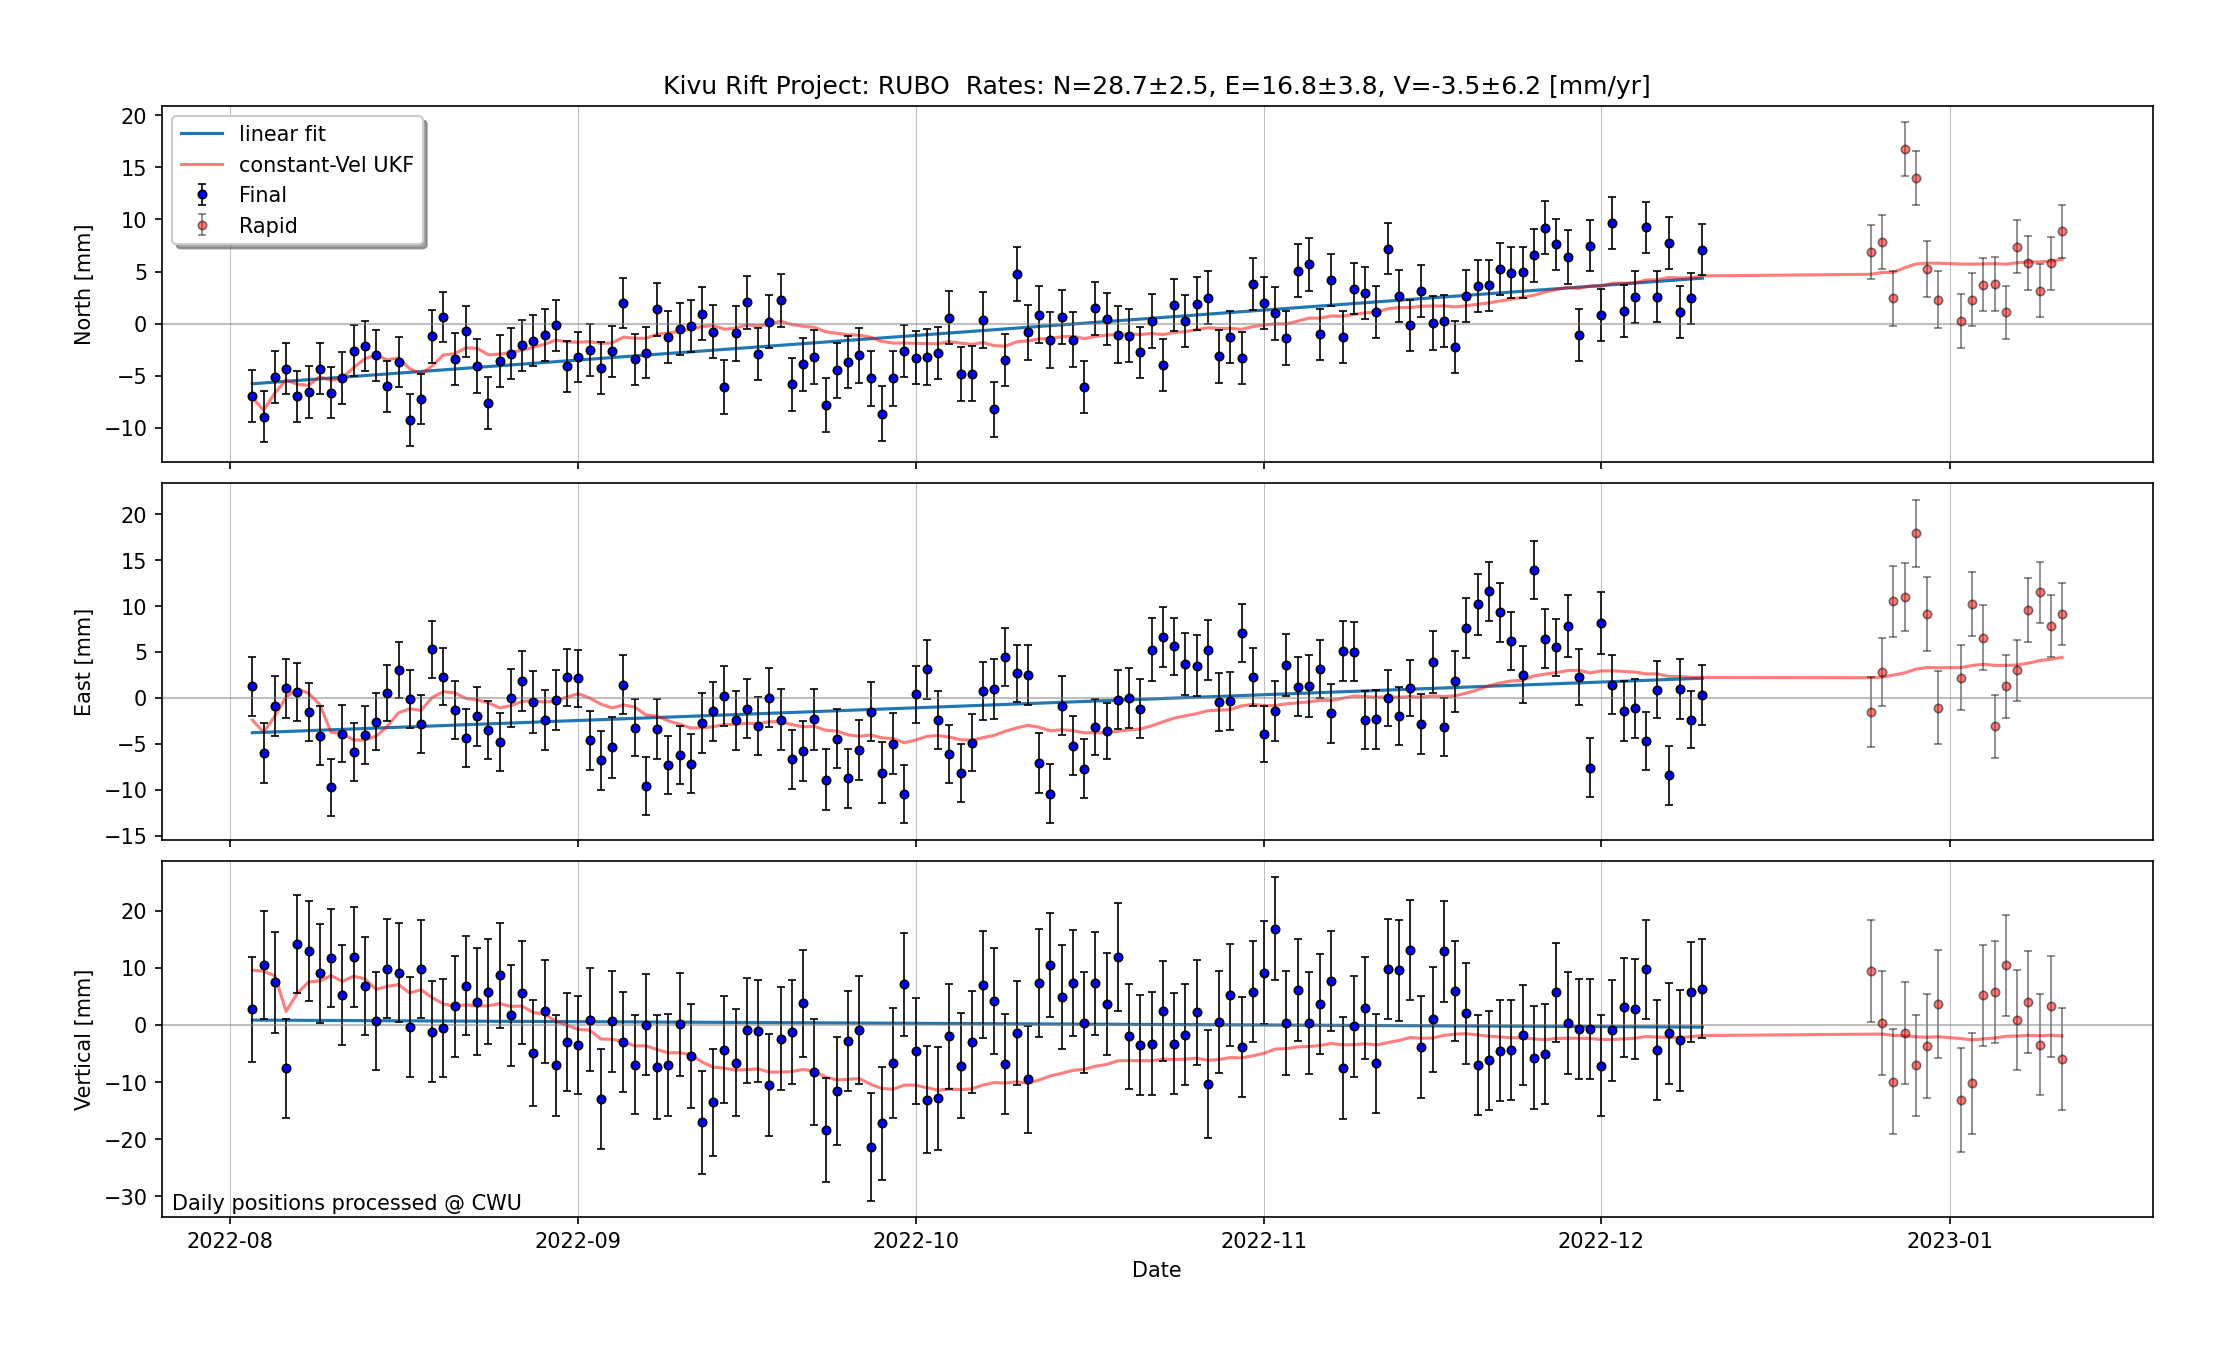 Kivu Rift Project: RUBO  Rates: N=28.7±2.5, E=16.8±3.8, V=-3.5±6.2 [mm/yr]
linear fit
constant-Vel UKF
Final
Rapid
North [mm]
20
15
10
5
0
−5
−10
East [mm]
20
15
10
5
0
−5
−10
−15
Vertical [mm]
20
10
0
−10
−20
−30
Daily positions processed @ CWU
2022-08 2022-09 2022-10 2022-11 2022-12 2023-01
Date